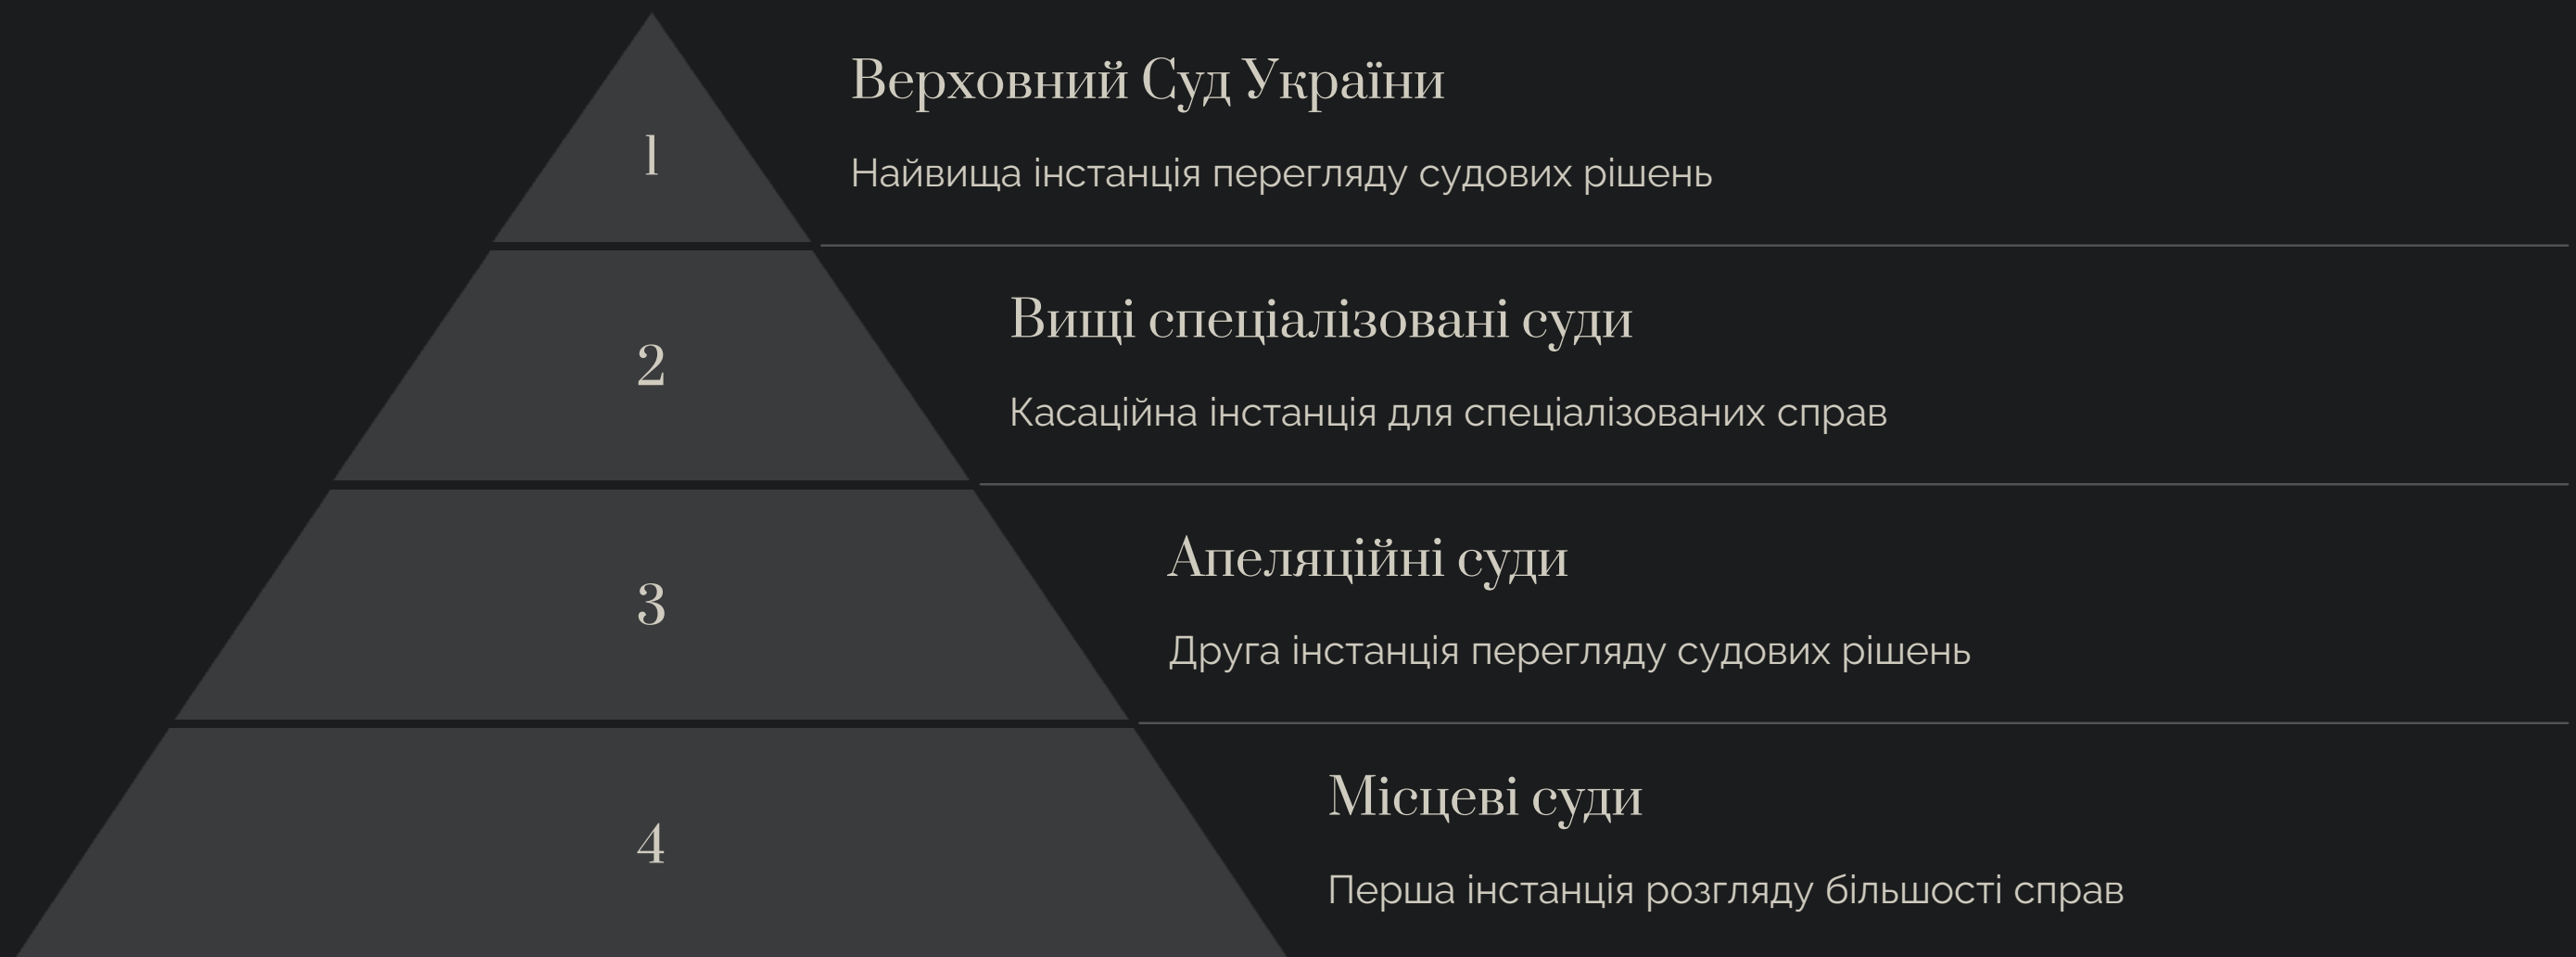 1
Верховний Суд України
Найвища інстанція перегляду судових рішень
2
Вищі спеціалізовані суди
Касаційна інстанція для спеціалізованих справ
3
Апеляційні суди
Друга інстанція перегляду судових рішень
4
Місцеві суди
Перша інстанція розгляду більшості справ